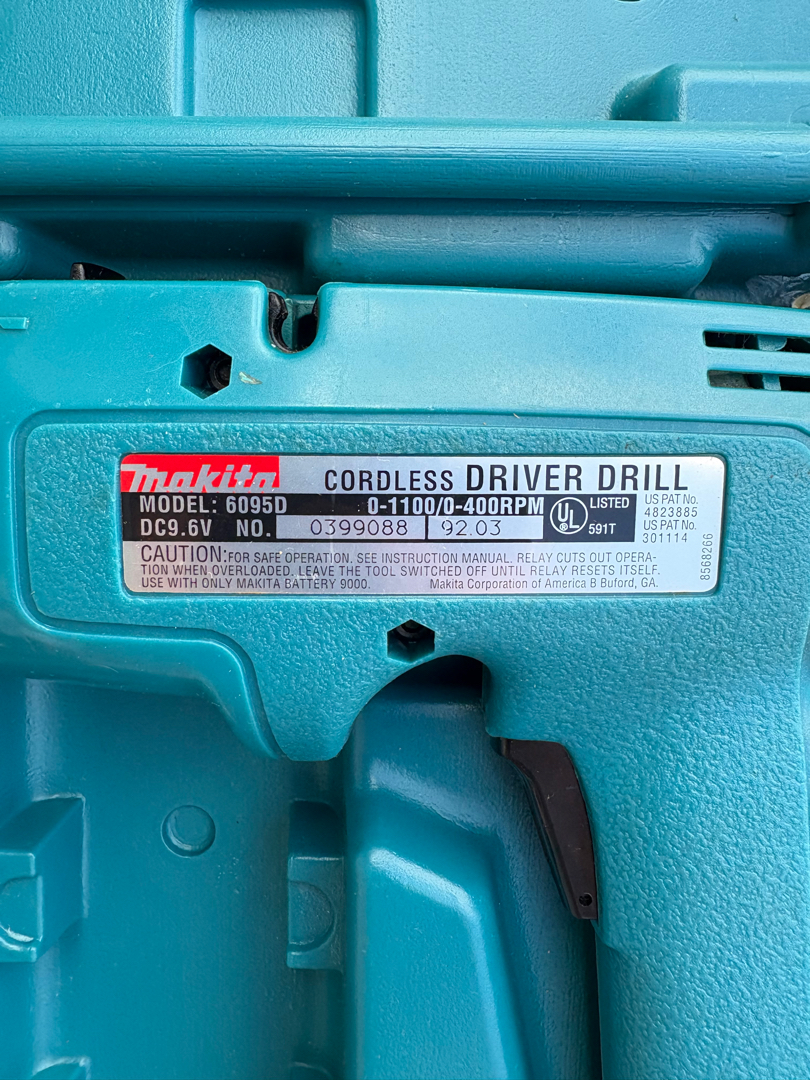 makita CORDLESS DRIVER DRILL
MODEL: 6095D 0-1100/0-400RPM
DC9.6V NO. 0399088 92.03
UL LISTED
591T
US PAT No.
4823885
US PAT No.
301114
CAUTION: FOR SAFE OPERATION. SEE INSTRUCTION MANUAL. RELAY CUTS OUT OPERA-
TION WHEN OVERLOADED. LEAVE THE TOOL SWITCHED OFF UNTIL RELAY RESETS ITSELF.
USE WITH ONLY MAKITA BATTERY 9000. Makita Corporation of America B Buford, GA.
8568266